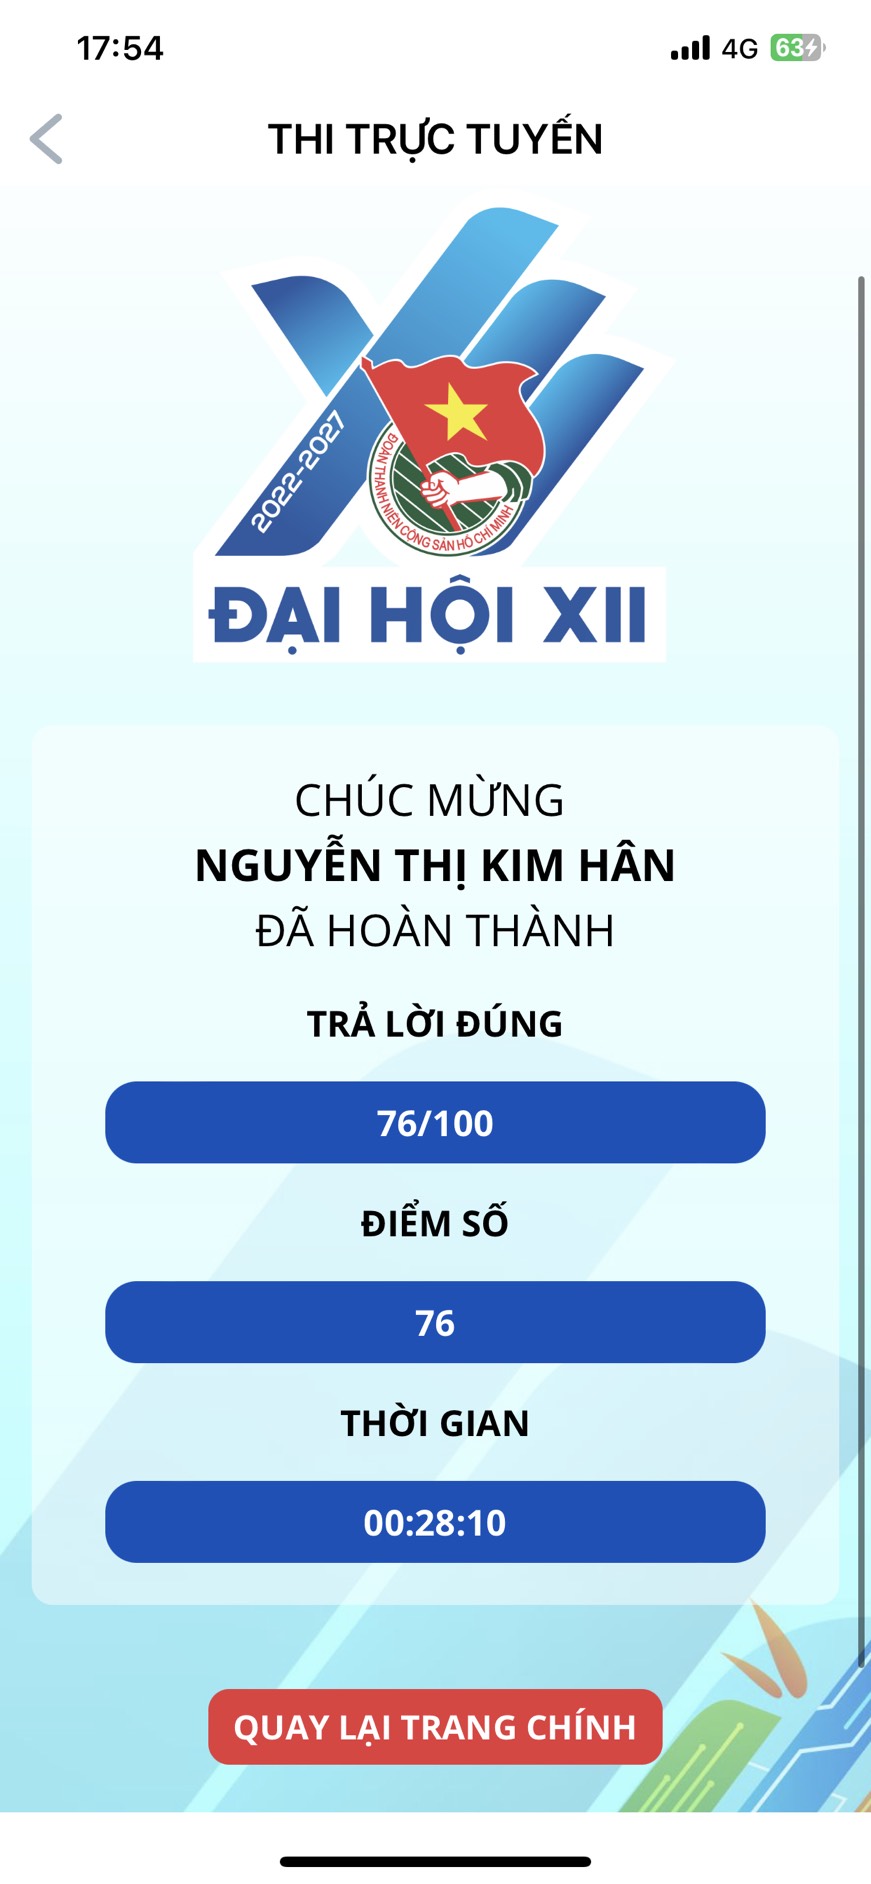 17:54
4G 63
THI TRỰC TUYẾN
2022-2027
ĐOÀN THANH NIÊN CỘNG SẢN HỒ CHÍ MINH
ĐẠI HỘI XII
CHÚC MỪNG
NGUYỄN THỊ KIM HÂN
ĐÃ HOÀN THÀNH
TRẢ LỜI ĐÚNG
76/100
ĐIỂM SỐ
76
THỜI GIAN
00:28:10
QUAY LẠI TRANG CHÍNH